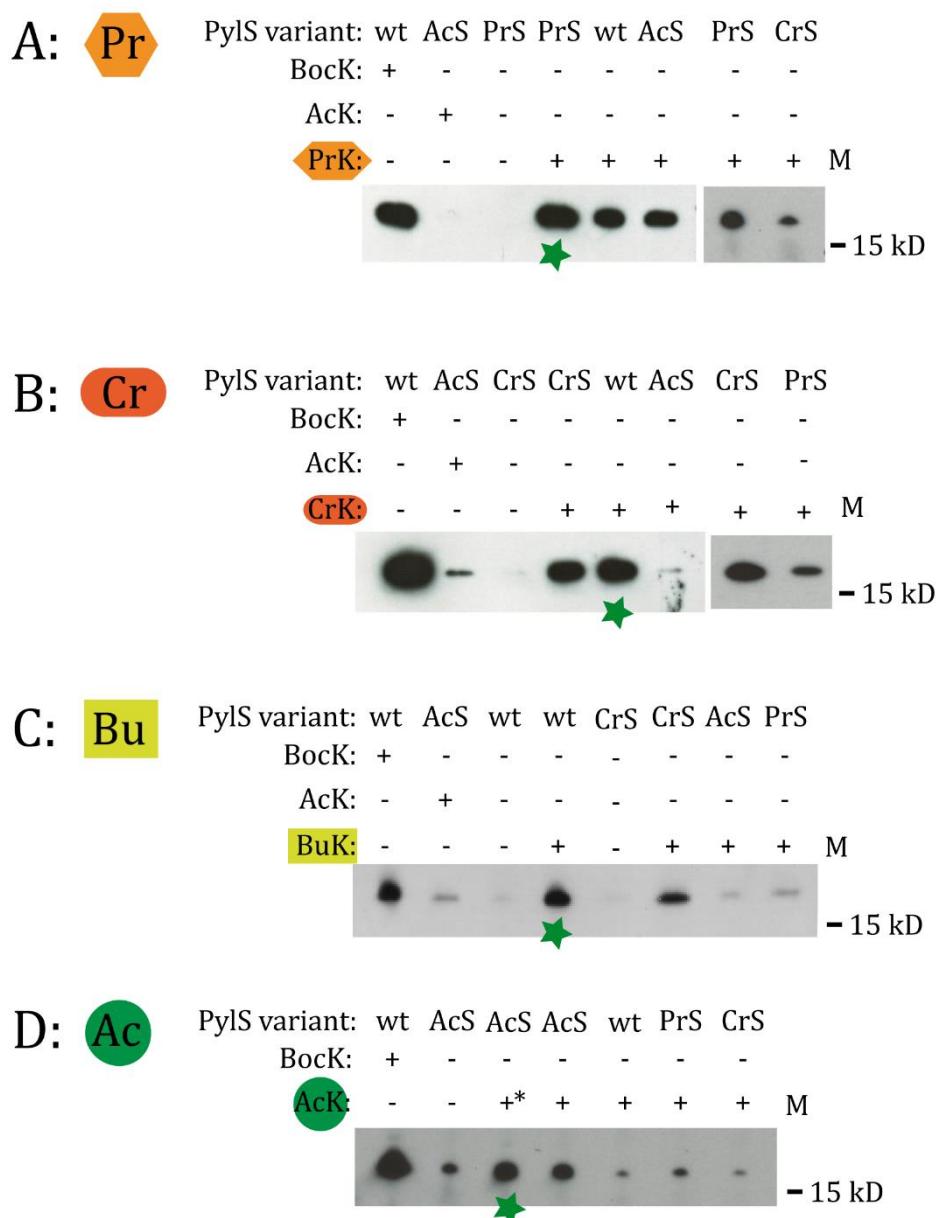 A: Pr PylS variant: wt AcS PrS PrS wt AcS PrS CrS
BocK: + - - - - - - -
AcK: - + - - - - - -
PrK: - - - + + + + + M
- 15 kD
B: Cr PylS variant: wt AcS CrS CrS wt AcS CrS PrS
BocK: + - - - - - - -
AcK: - + - - - - - -
CrK: - - - + + + + + M
- 15 kD
C: Bu PylS variant: wt AcS wt wt CrS CrS AcS PrS
BocK: + - - - - - - -
AcK: - + - - - - - -
BuK: - - - + - + + + M
- 15 kD
D: Ac PylS variant: wt AcS AcS AcS wt PrS CrS
BocK: + - - - - - -
AcK: - - +* + + + + M
- 15 kD